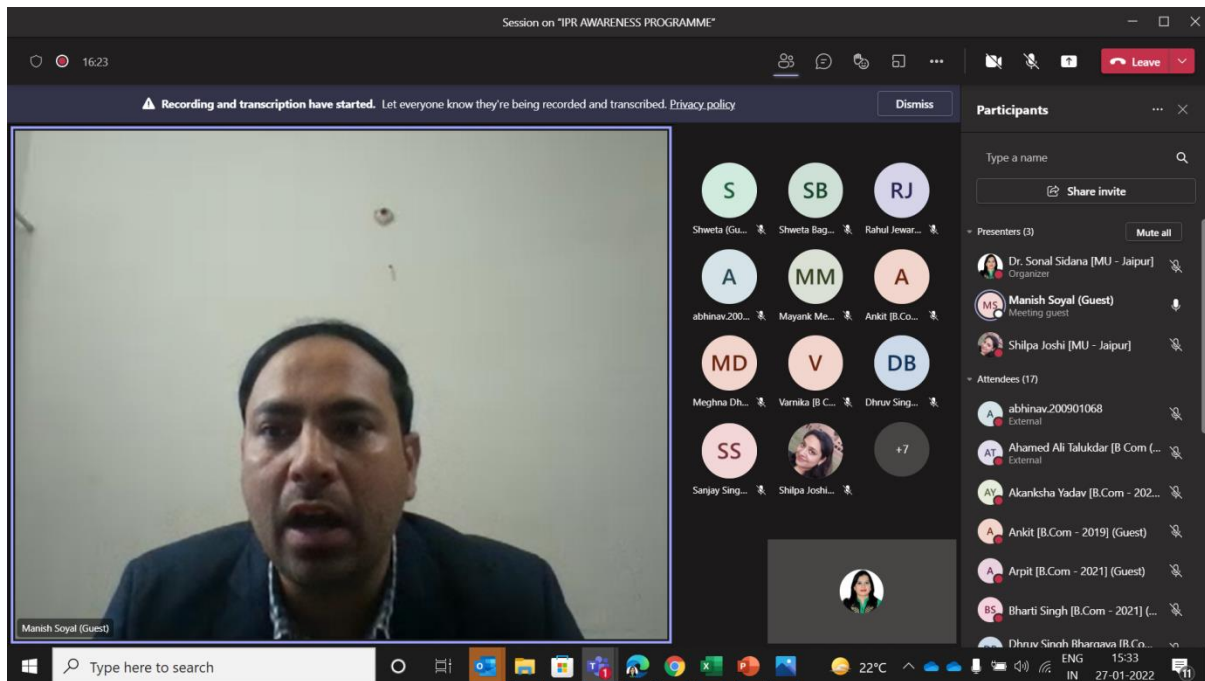 Session on "IPR AWARENESS PROGRAMME"
16:23
Leave
Recording and transcription have started. Let everyone know they're being recorded and transcribed. Privacy policy
Dismiss
Participants
Type a name
Share invite
Presenters (3)
Mute all
Dr. Sonal Sidana [MU - Jaipur]
Organizer
MS
Manish Soyal (Guest)
Meeting guest
Shilpa Joshi [MU - Jaipur]
Attendees (17)
A
abhinav.200901068
External
AT
Ahamed Ali Talukdar [B Com (...
External
AY
Akanksha Yadav [B.Com - 202...
A
Ankit [B.Com - 2019] (Guest)
A
Arpit [B.Com - 2021] (Guest)
BS
Bharti Singh [B.Com - 2021] (...
Dhruv Singh Bhargava [B.Co...
S
SB
RJ
Shweta (Gu...
Shweta Bag...
Rahul Jewar...
A
MM
A
abhinav.200...
Mayank Me...
Ankit [B.Co...
MD
V
DB
Meghna Dh...
Varnika [B C...
Dhruv Sing...
SS
+7
Sanjay Sing...
Shilpa Joshi...
Manish Soyal (Guest)
Type here to search
22°C
ENG
IN
15:33
27-01-2022
11